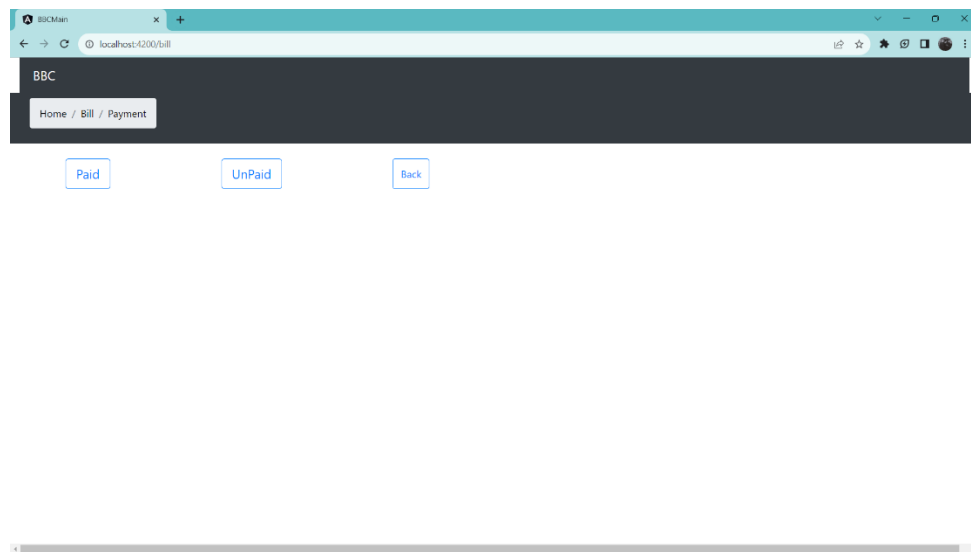 BBCMain
localhost:4200/bill
BBC
Home / Bill / Payment
Paid UnPaid Back